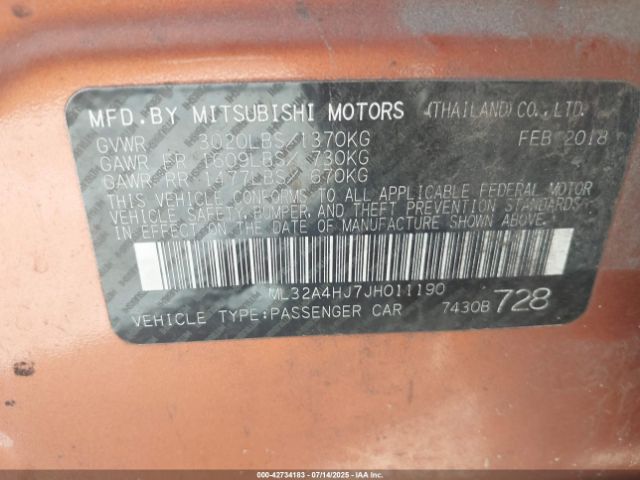 MFD.BY MITSUBISHI MOTORS (THAILAND)CO.,LTD.
GVWR 3020LBS/1370KG FEB 2018
GAWR FR 1609LBS/ 730KG
GAWR RR 1477LBS/ 670KG
THIS VEHICLE CONFORMS TO ALL APPLICABLE FEDERAL MOTOR
VEHICLE SAFETY, BUMPER, AND THEFT PREVENTION STANDARDS
IN EFFECT ON THE DATE OF MANUFACTURE SHOWN ABOVE.
ML32A4HJ7JH011190
VEHICLE TYPE:PASSENGER CAR 7430B 728
000-42734183 - 07/14/2025 - IAAI.com